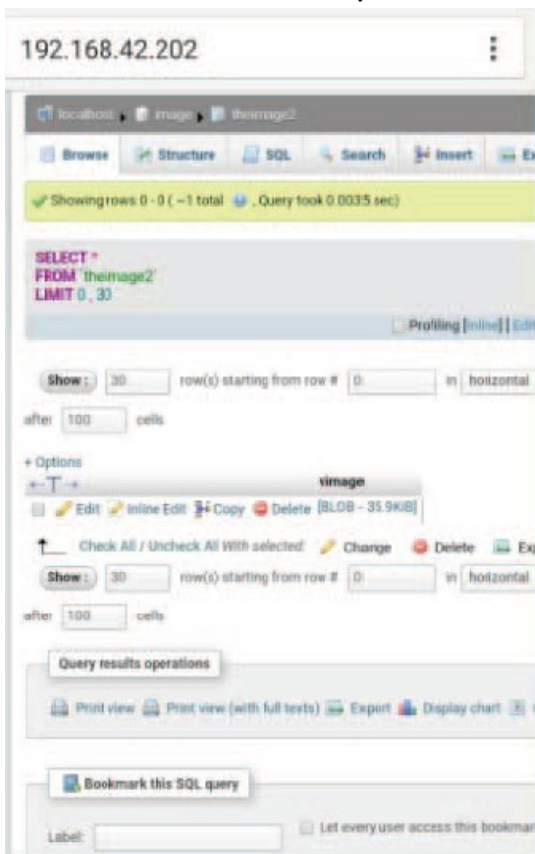 192.168.42.202
localhost image theimage2
Browse Structure SQL Search Insert Ex
Showing rows 0 - 0 ( ~1 total , Query took 0.0035 sec)
SELECT *
FROM `theimage2`
LIMIT 0 , 30
Profiling [Inline] [ Edit
Show : 30 row(s) starting from row # 0 in horizontal
after 100 cells
+ Options
←T→ vimage
Edit Inline Edit Copy Delete [BLOB - 35.9KiB]
Check All / Uncheck All With selected: Change Delete Exp
Show : 30 row(s) starting from row # 0 in horizontal
after 100 cells
Query results operations
Print view Print view (with full texts) Export Display chart
Bookmark this SQL query
Label: Let every user access this bookmar